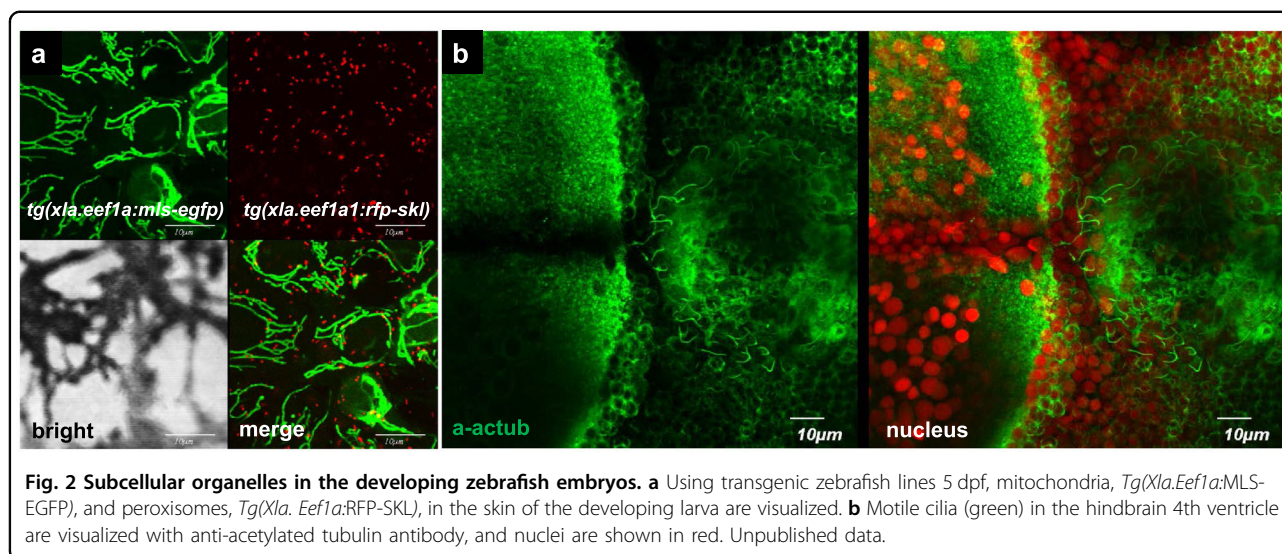 a
b
tg(xla.eef1a:mls-egfp)
10μm
tg(xla.eef1a1:rfp-skl)
10μm
bright
10μm
merge
10μm
a-actub
10μm
nucleus
10μm
Fig. 2 Subcellular organelles in the developing zebrafish embryos. a Using transgenic zebrafish lines 5 dpf, mitochondria, Tg(Xla.Eef1a:MLS-
EGFP), and peroxisomes, Tg(Xla. Eef1a:RFP-SKL), in the skin of the developing larva are visualized. b Motile cilia (green) in the hindbrain 4th ventricle
are visualized with anti-acetylated tubulin antibody, and nuclei are shown in red. Unpublished data.